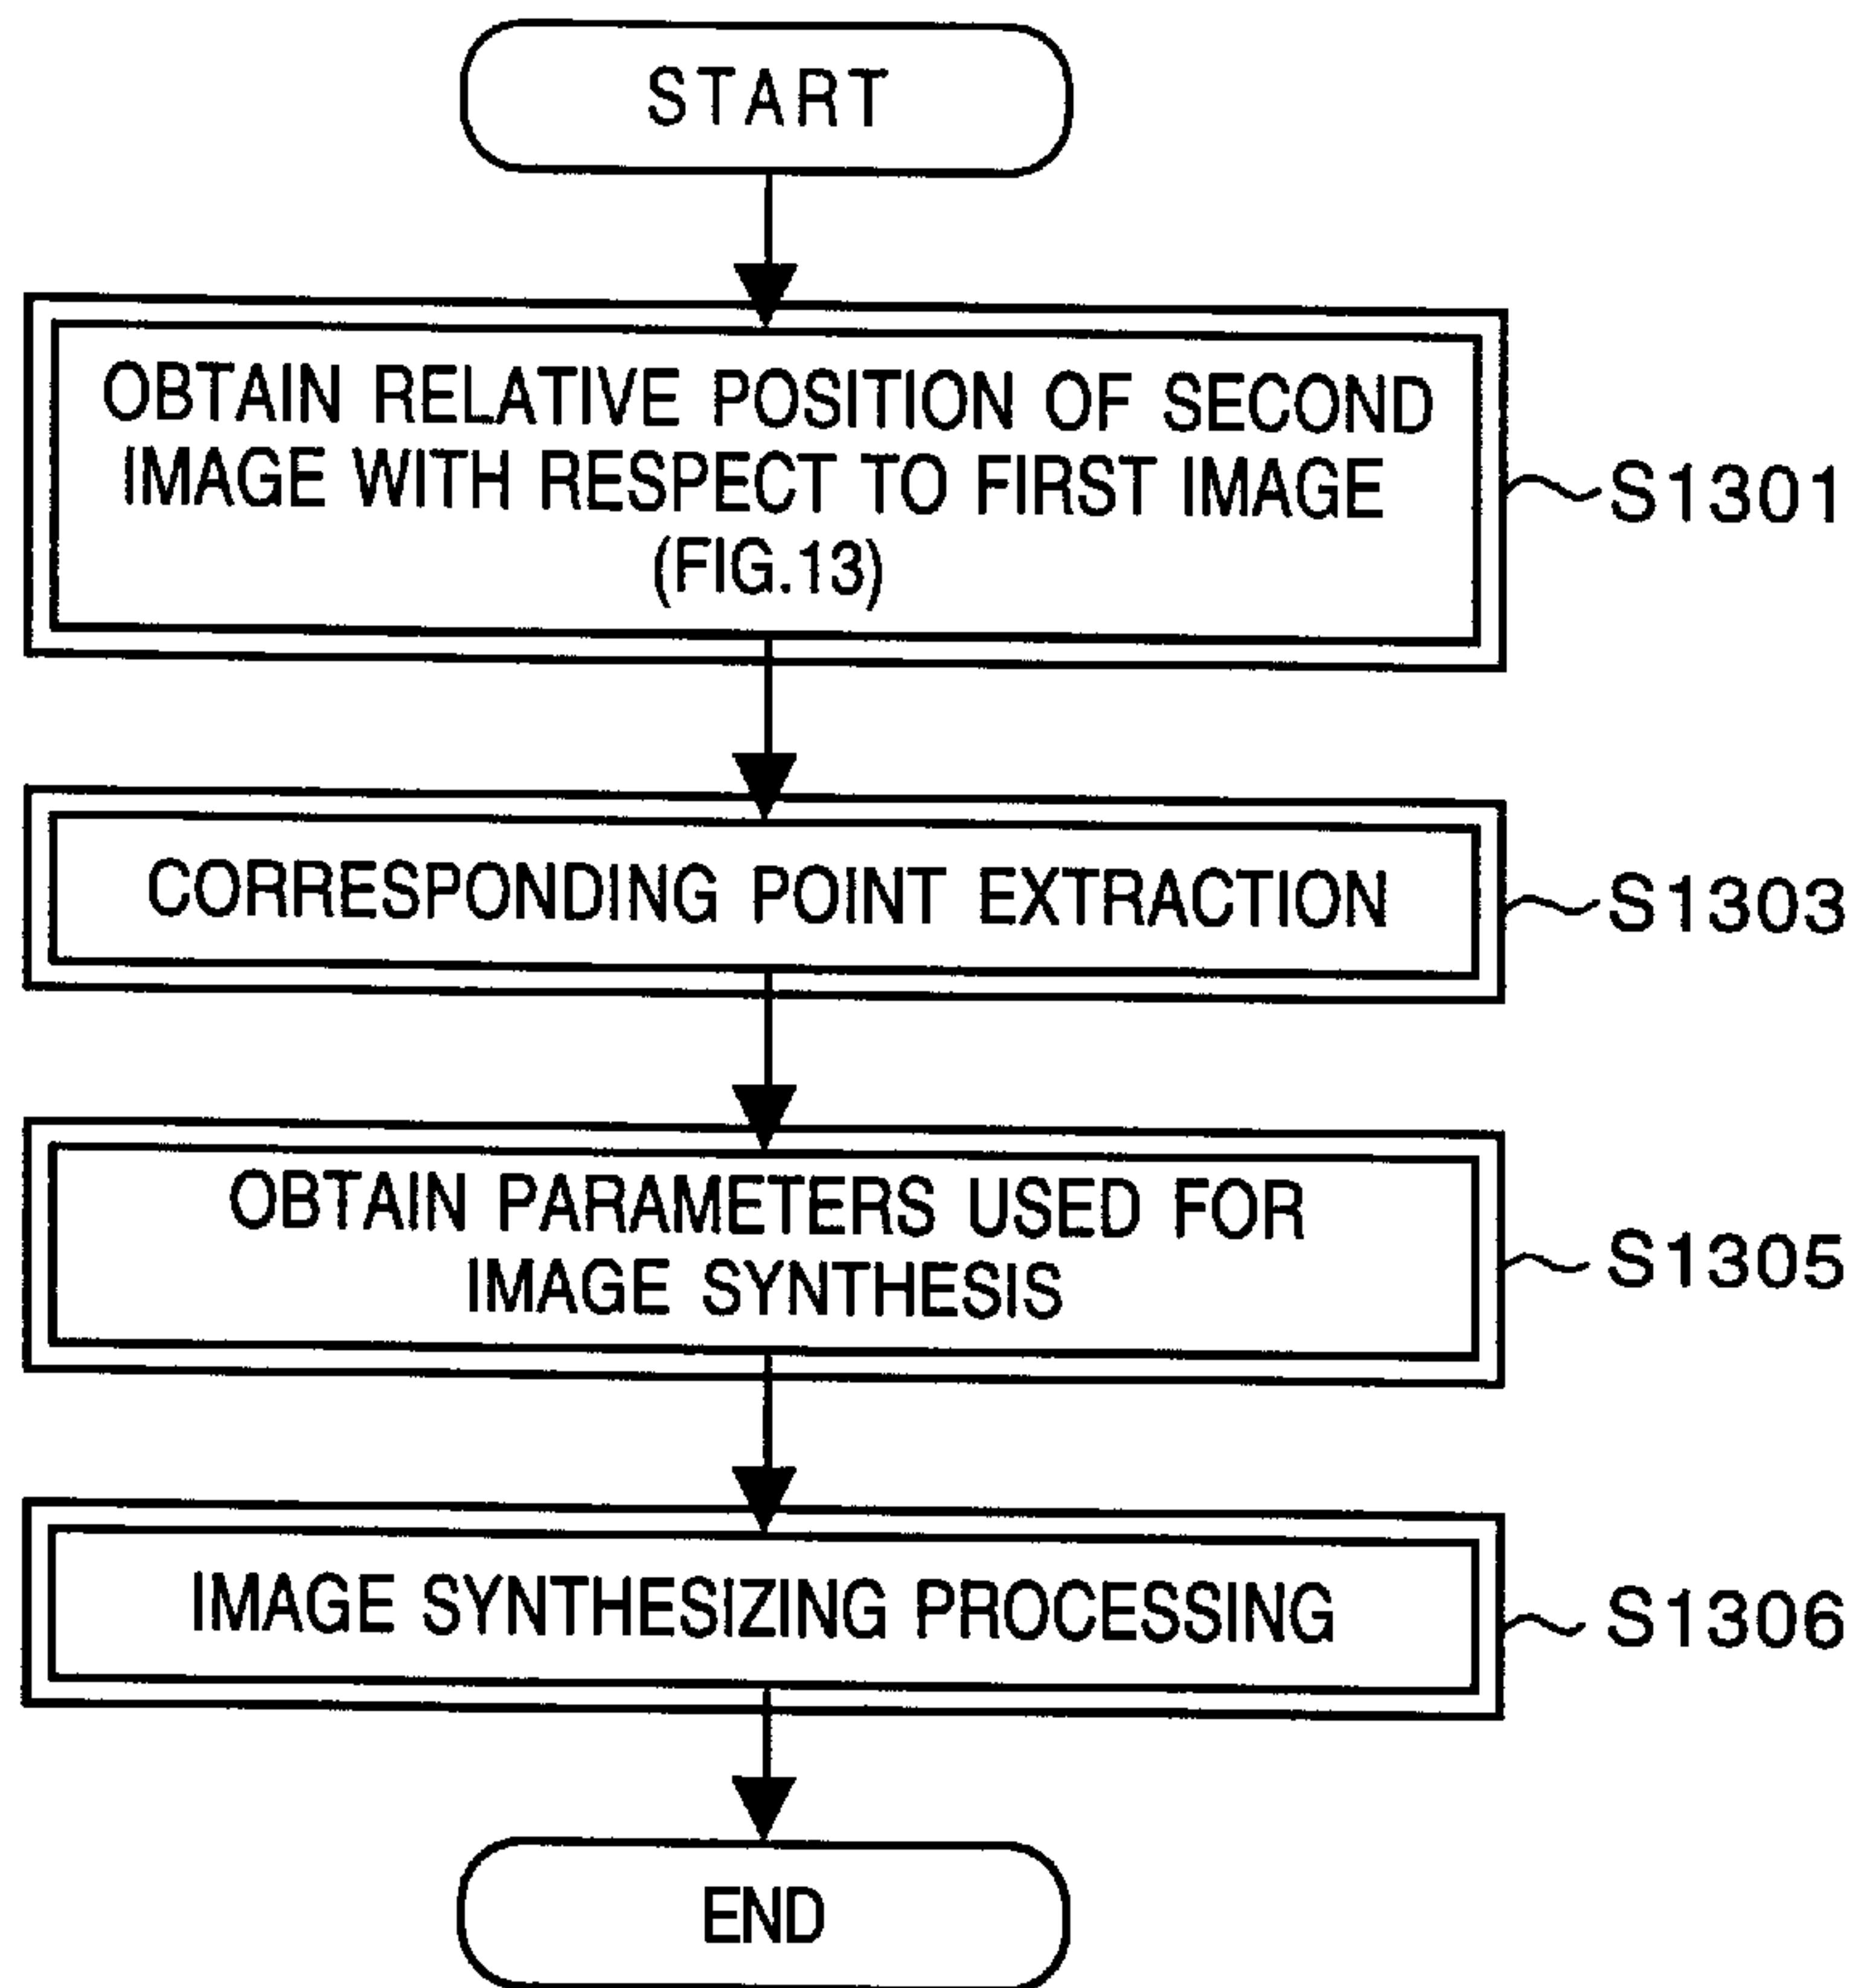 START
OBTAIN RELATIVE POSITION OF SECOND
IMAGE WITH RESPECT TO FIRST IMAGE
(FIG.13)
S1301
CORRESPONDING POINT EXTRACTION
S1303
OBTAIN PARAMETERS USED FOR
IMAGE SYNTHESIS
S1305
IMAGE SYNTHESIZING PROCESSING
S1306
END